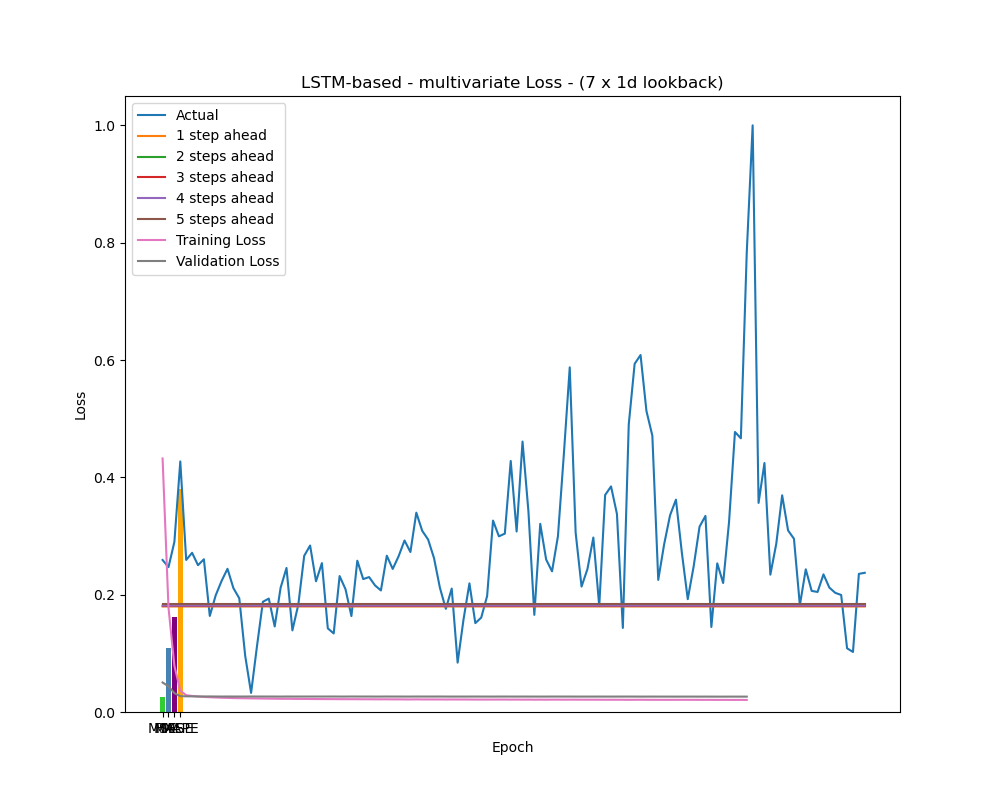 LSTM-based - multivariate Loss - (7 x 1d lookback)
Actual
1 step ahead
2 steps ahead
3 steps ahead
4 steps ahead
5 steps ahead
Training Loss
Validation Loss
1.0
0.8
0.6
0.4
0.2
0.0
Loss
Epoch